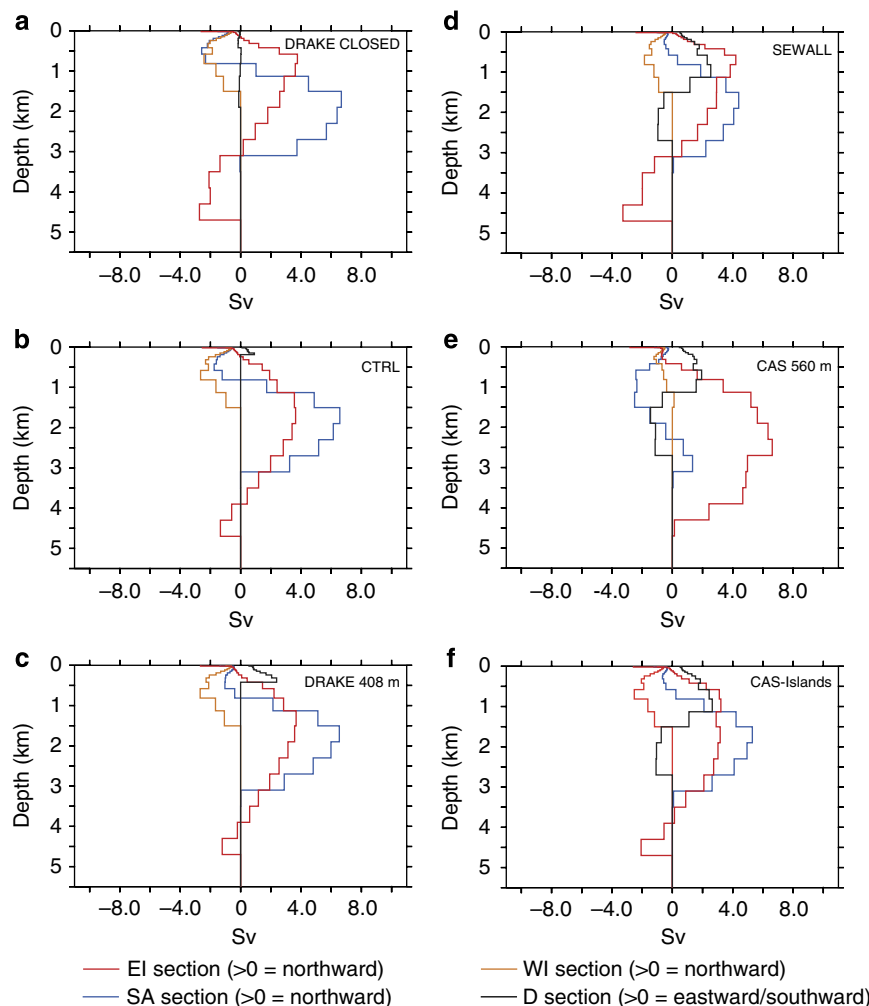 a
DRAKE CLOSED
0
1
2
3
4
5
Depth (km)
–8.0 –4.0 0 4.0 8.0
Sv
b
CTRL
0
1
2
3
4
5
Depth (km)
–8.0 –4.0 0 4.0 8.0
Sv
c
DRAKE 408 m
0
1
2
3
4
5
Depth (km)
–8.0 –4.0 0 4.0 8.0
Sv
d
SEWALL
0
1
2
3
4
5
Depth (km)
–8.0 –4.0 0 4.0 8.0
Sv
e
CAS 560 m
0
1
2
3
4
5
Depth (km)
–8.0 –4.0 0 4.0 8.0
Sv
f
CAS-Islands
0
1
2
3
4
5
Depth (km)
–8.0 –4.0 0 4.0 8.0
Sv
EI section (>0 = northward)
SA section (>0 = northward)
WI section (>0 = northward)
D section (>0 = eastward/southward)